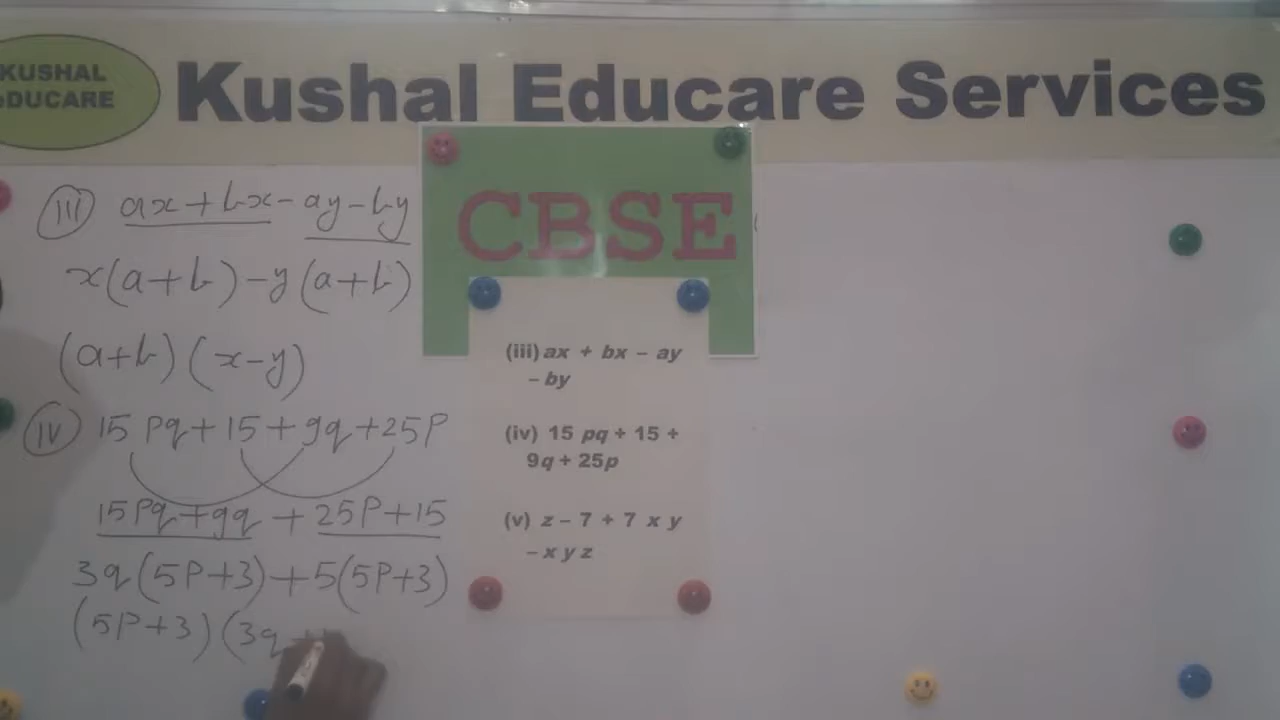 KUSHAL
EDUCARE
Kushal Educare Services
CBSE
(iii) ax + bx - ay - by
x(a+b) - y(a+b)
(a+b) (x-y)
(iv) 15pq + 15 + 9q + 25p
15pq + 9q + 25p + 15
3q(5p+3) + 5(5p+3)
(5p+3) (3q +
(iii) ax + bx – ay
– by
(iv) 15 pq + 15 +
9q + 25p
(v) z – 7 + 7 x y
– x y z